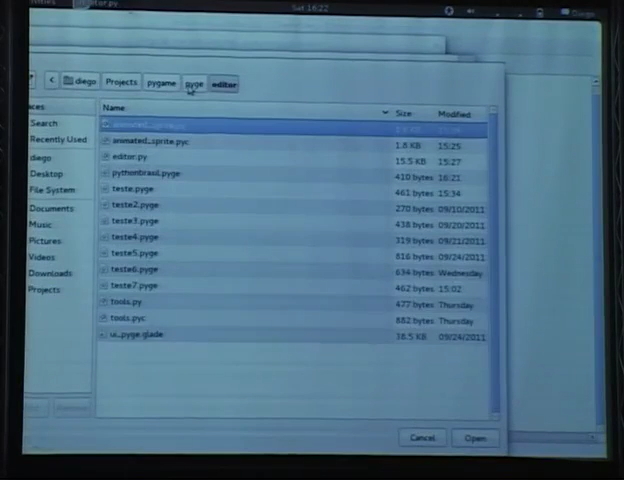 Sat 16:22
diego Projects pygame pyge editor
Name Size Modified
Search
Recently Used
diego
Desktop
File System
Documents
Music
Pictures
Videos
Downloads
Projects
animated_sprite.py
animated_sprite.pyc 1.8 KB 15:25
editor.py 15.5 KB 15:27
pythonbrasil.pyge 410 bytes 16:21
teste.pyge 461 bytes 15:34
teste2.pyge 270 bytes 09/10/2011
teste3.pyge 438 bytes 09/20/2011
teste4.pyge 319 bytes 09/21/2011
teste5.pyge 816 bytes 09/24/2011
teste6.pyge 634 bytes Wednesday
teste7.pyge 462 bytes 15:02
tools.py 477 bytes Thursday
tools.pyc 882 bytes Thursday
ui_pyge.glade 38.5 KB 09/24/2011
Cancel Open